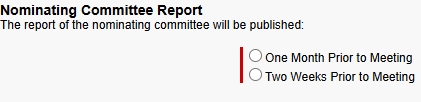 Nominating Committee Report
The report of the nominating committee will be published:
One Month Prior to Meeting
Two Weeks Prior to Meeting